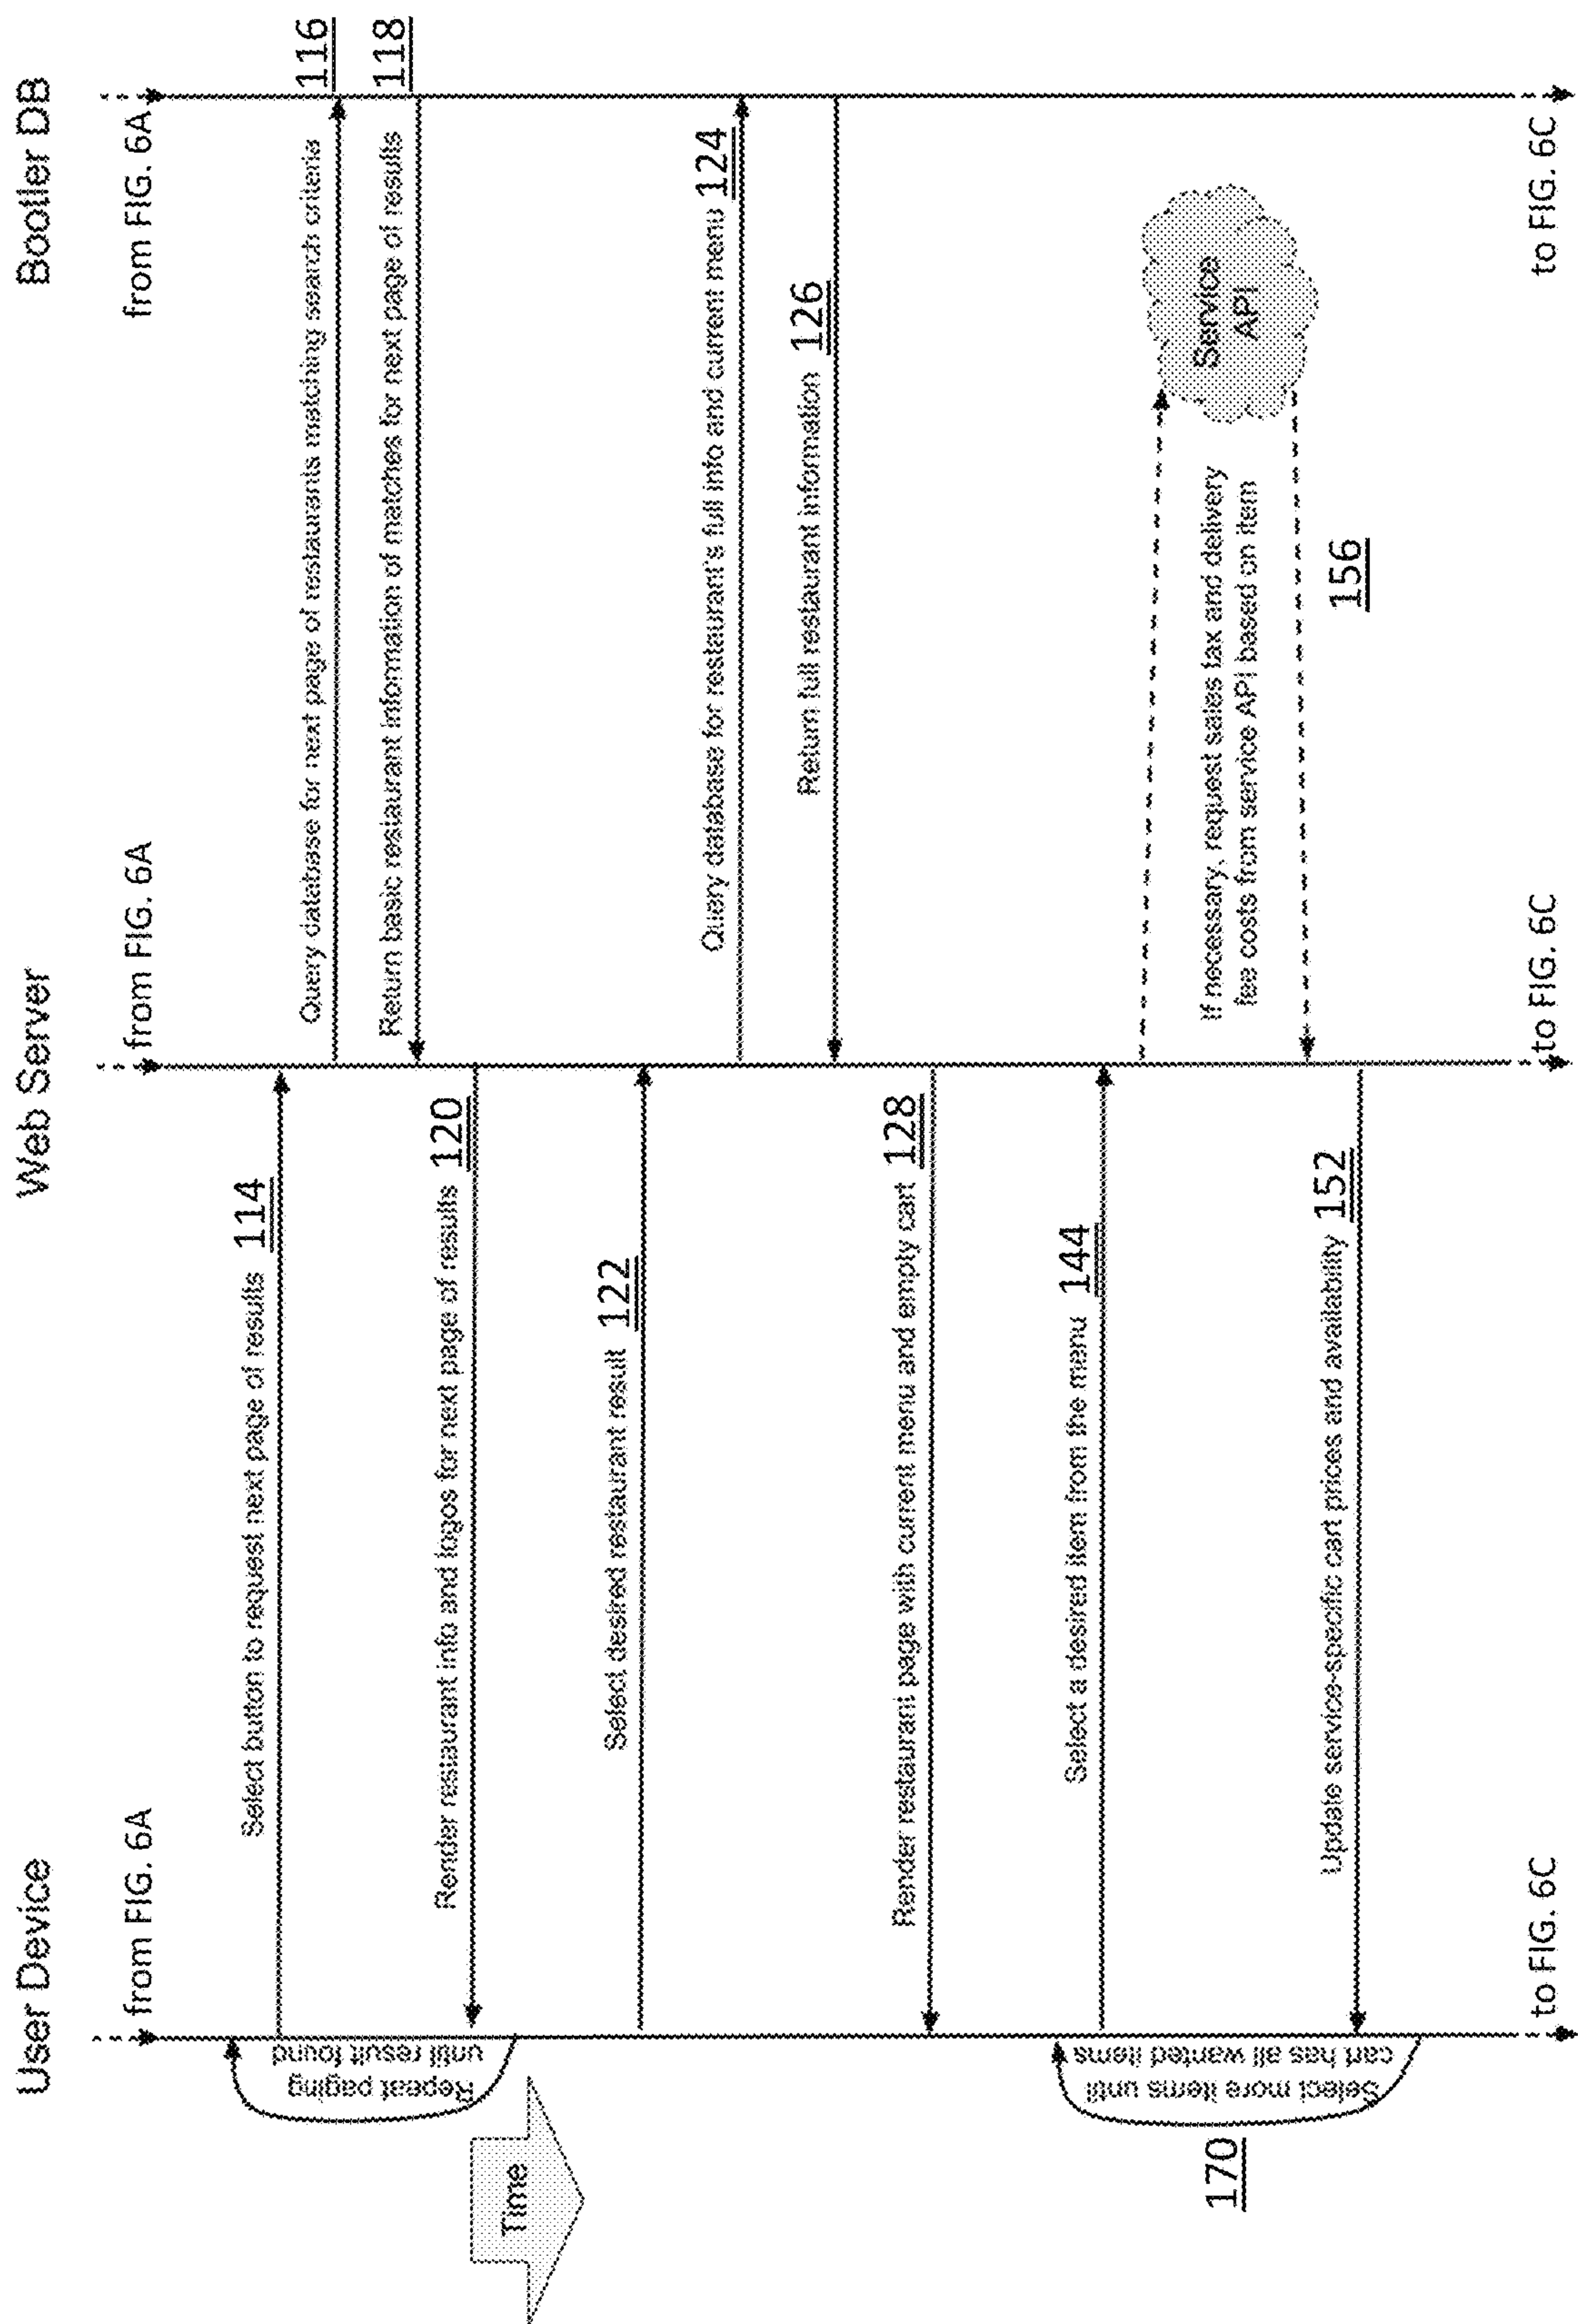 User Device
Web Server
Bootler DB
from FIG. 6A
from FIG. 6A
from FIG. 6A
Select button to request next page of results 114
Query database for next page of restaurants matching search criteria 116
Return basic restaurant information of matches for next page of results 118
Render restaurant info and logos for next page of results 120
Repeat paging
until result found
Time
Select desired restaurant result 122
Query database for restaurant's full info and current menu 124
Return full restaurant information 126
Render restaurant page with current menu and empty cart 128
Select a desired item from the menu 144
Service
API
If necessary, request sales tax and delivery
fee costs from service API based on item
156
Update service-specific cart prices and availability 152
Select more items until
cart has all wanted items
170
to FIG. 6C
to FIG. 6C
to FIG. 6C